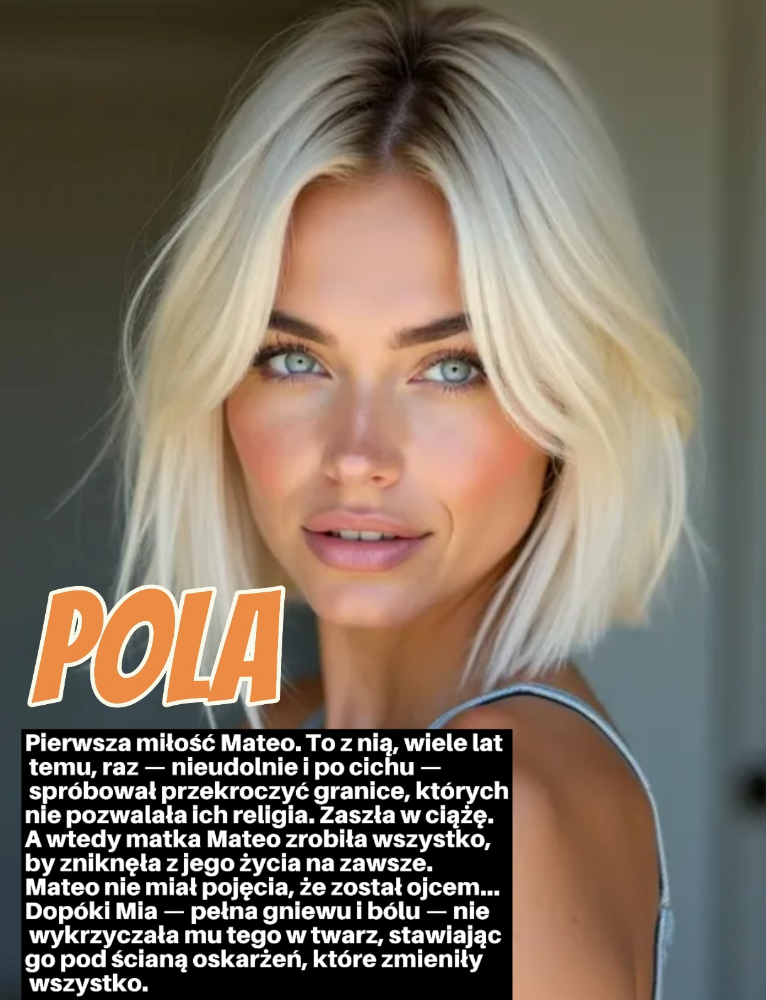 POLA
Pierwsza miłość Mateo. To z nią, wiele lat
temu, raz — nieudolnie i po cichu —
spróbował przekroczyć granice, których
nie pozwalała ich religia. Zaszła w ciążę.
A wtedy matka Mateo zrobiła wszystko,
by zniknęła z jego życia na zawsze.
Mateo nie miał pojęcia, że został ojcem...
Dopóki Mia — pełna gniewu i bólu — nie
wykrzyczała mu tego w twarz, stawiając
go pod ścianą oskarżeń, które zmieniły
wszystko.